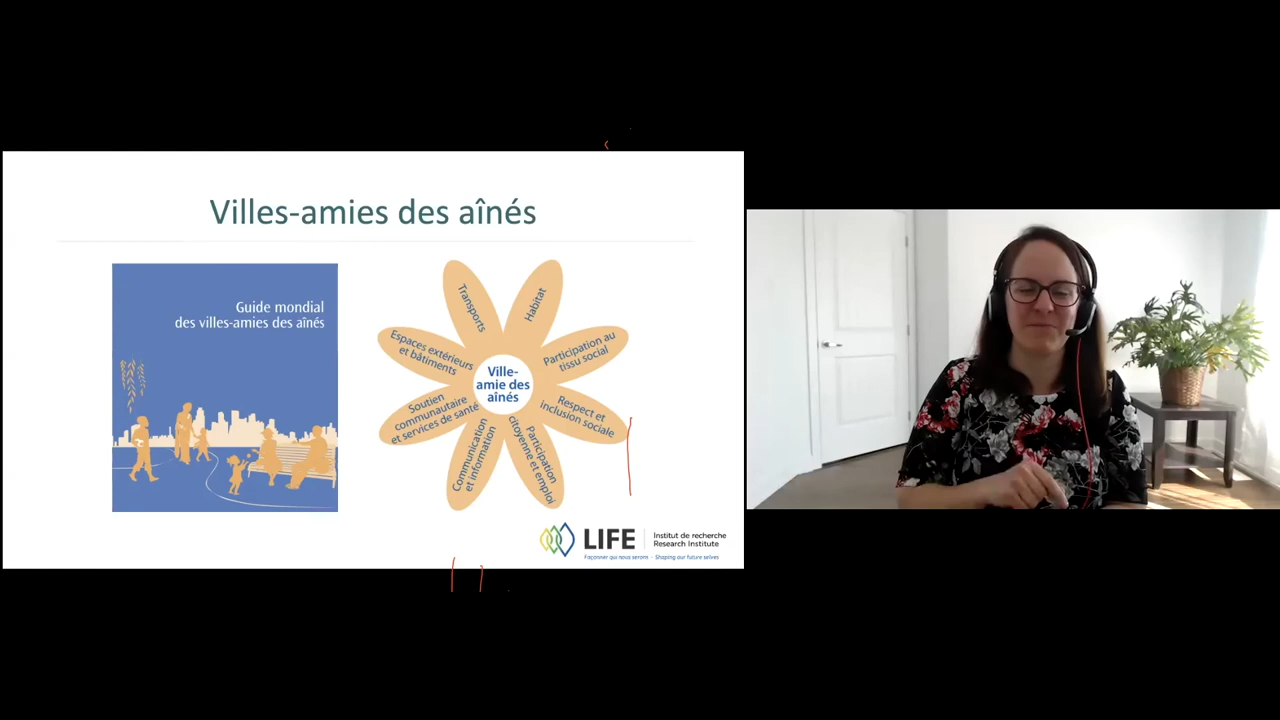 Villes-amies des aînés
Guide mondial
des villes-amies des aînés
Transports
Habitat
Espaces extérieurs
et bâtiments
Participation au
tissu social
Ville-
amie des
aînés
Soutien
communautaire
et services de santé
Respect et
inclusion sociale
Communication
et information
Participation
citoyenne et emploi
LIFE
Institut de recherche
Research Institute
Façonner qui nous serons - Shaping our future selves